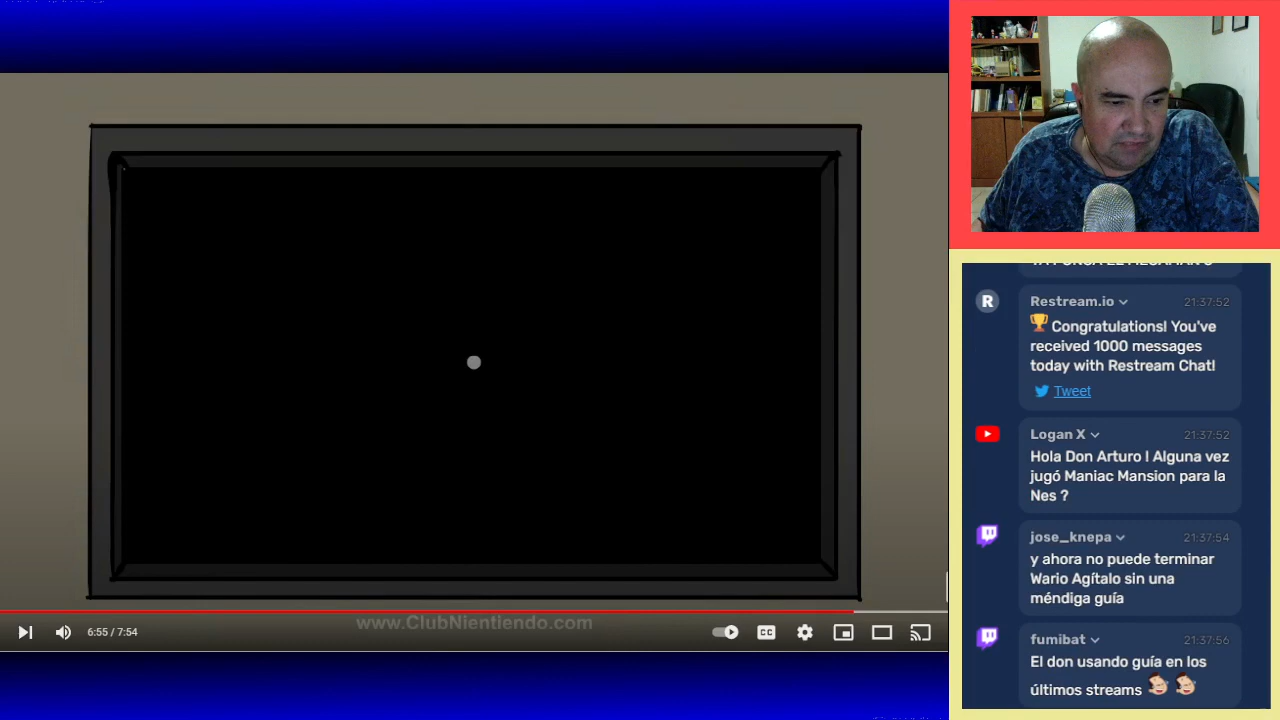 6:55 / 7:54
www.ClubNientiendo.com
CC
R
Restream.io
21:37:52
Congratulations! You've
received 1000 messages
today with Restream Chat!
Tweet
Logan X
21:37:52
Hola Don Arturo ! Alguna vez
jugó Maniac Mansion para la
Nes ?
jose_knepa
21:37:54
y ahora no puede terminar
Wario Agítalo sin una
méndiga guía
fumibat
21:37:56
El don usando guía en los
últimos streams